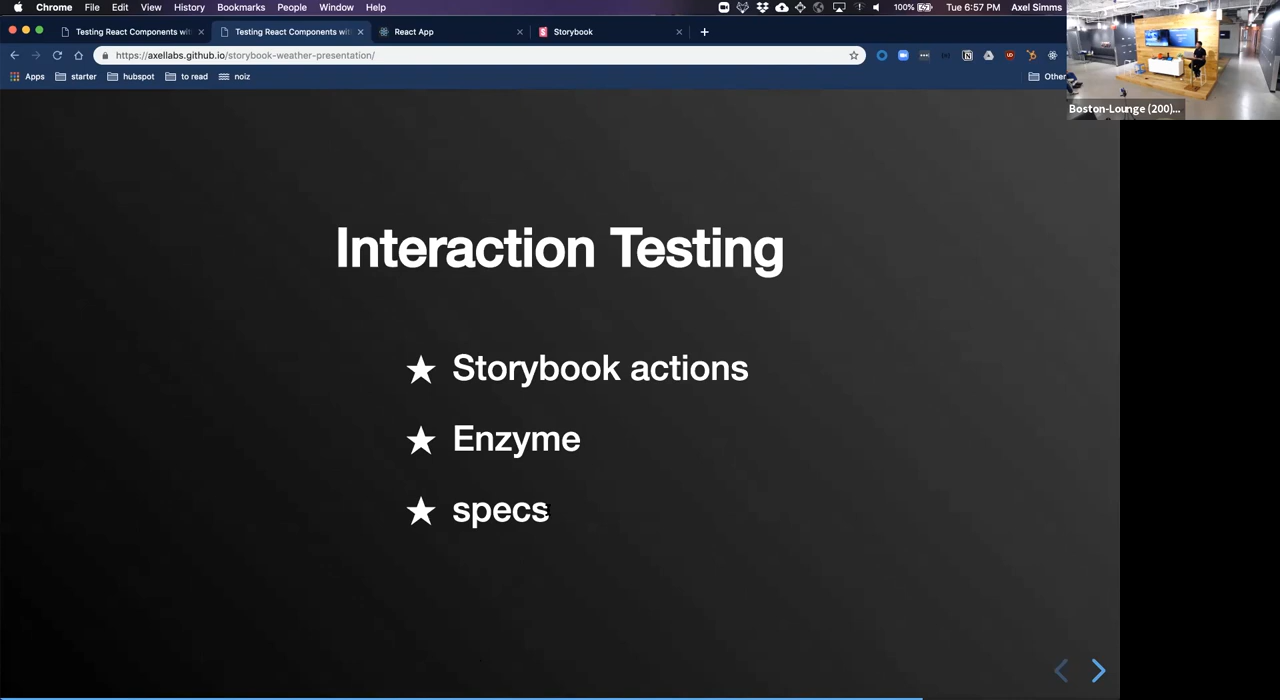 Chrome File Edit View History Bookmarks People Window Help 100% Tue 6:57 PM Axel Simms
Testing React Components wit Testing React Components wit React App Storybook
https://axellabs.github.io/storybook-weather-presentation/
Apps starter hubspot to read noiz Other
Boston-Lounge (200)...
Interaction Testing
★ Storybook actions
★ Enzyme
★ specs